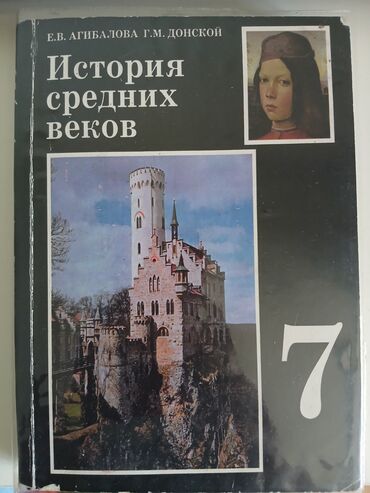 Е.В. АГИБАЛОВА Г.М. ДОНСКОЙ
История
средних
веков
7